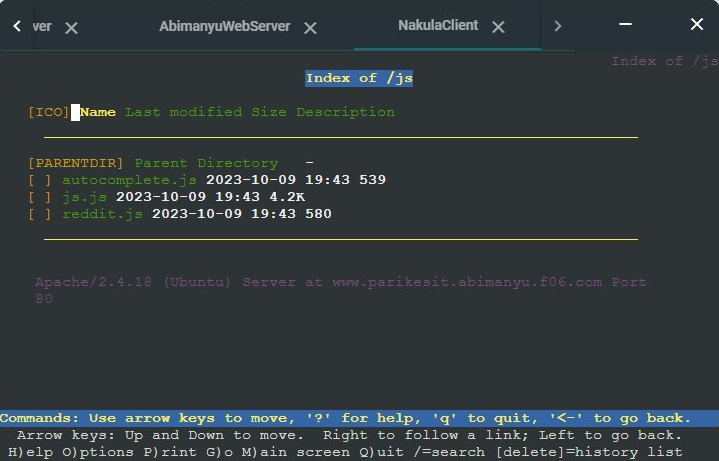 ver
AbimanyuWebServer
NakulaClient
Index of /js
Index of /js
[ICO] Name Last modified Size Description
[PARENTDIR] Parent Directory -
[ ] autocomplete.js 2023-10-09 19:43 539
[ ] js.js 2023-10-09 19:43 4.2K
[ ] reddit.js 2023-10-09 19:43 580
Apache/2.4.18 (Ubuntu) Server at www.parikesit.abimanyu.f06.com Port
80
Commands: Use arrow keys to move, '?' for help, 'q' to quit, '<-' to go back.
Arrow keys: Up and Down to move. Right to follow a link; Left to go back.
H)elp O)ptions P)rint G)o M)ain screen Q)uit /=search [delete]=history list